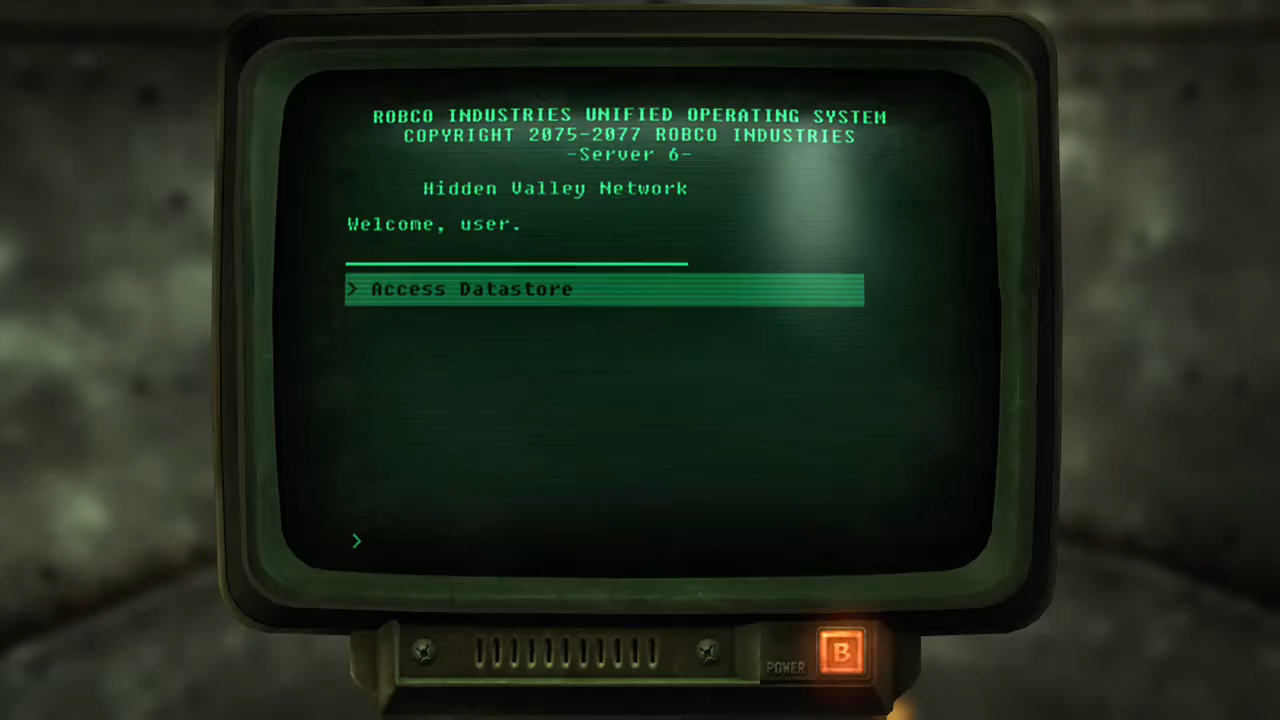 ROBCO INDUSTRIES UNIFIED OPERATING SYSTEM
COPYRIGHT 2075-2077 ROBCO INDUSTRIES
-Server 6-
Hidden Valley Network
Welcome, user.
> Access Datastore
>
POWER B